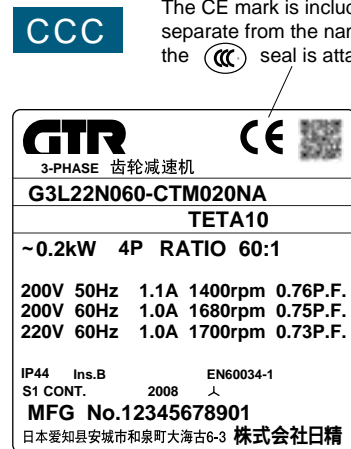 CCC
The CE mark is includ
separate from the nar
the CCC seal is atta
GTR CE
3-PHASE 齿轮减速机
G3L22N060-CTM020NA
TETA10
~0.2kW 4P RATIO 60:1
200V 50Hz 1.1A 1400rpm 0.76P.F.
200V 60Hz 1.0A 1680rpm 0.75P.F.
220V 60Hz 1.0A 1700rpm 0.73P.F.
IP44 Ins.B EN60034-1
S1 CONT. 2008 人
MFG No.12345678901
日本爱知县安城市和泉町大海古6-3 株式会社日精